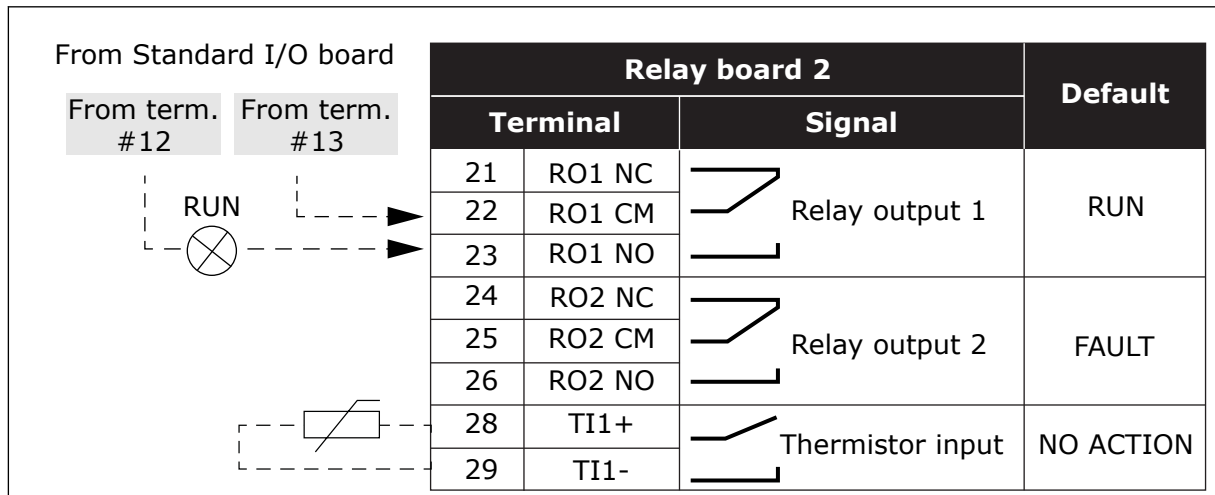 From Standard I/O board
From term. #12
From term. #13
RUN
Relay board 2
Default
Terminal
Signal
21 RO1 NC
22 RO1 CM
23 RO1 NO
Relay output 1
RUN
24 RO2 NC
25 RO2 CM
26 RO2 NO
Relay output 2
FAULT
28 TI1+
29 TI1-
Thermistor input
NO ACTION